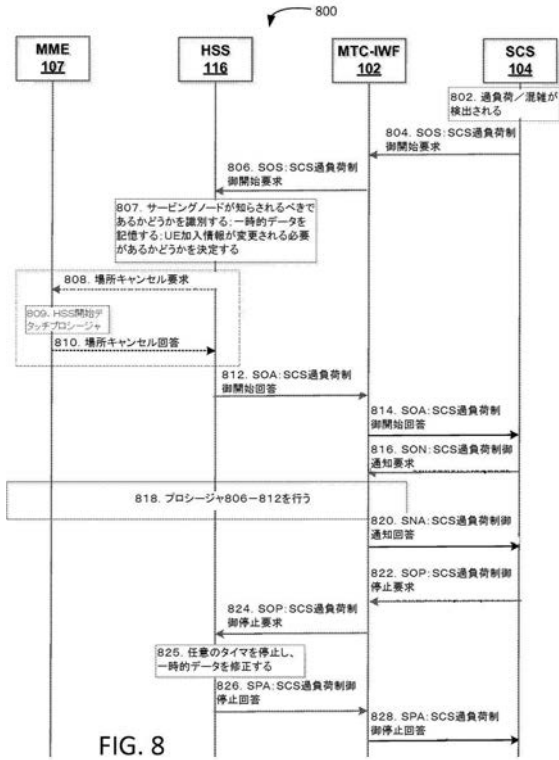 800
MME
107
HSS
116
MTC-IWF
102
SCS
104
802. 過負荷／混雑が
検出される
804. SOS:SCS過負荷制
御開始要求
806. SOS:SCS過負荷制
御開始要求
807. サービングノードが知らされるべきで
あるかどうかを識別する;一時的データを
記憶する;UE加入情報が変更される必要
があるかどうかを決定する
808. 場所キャンセル要求
809. HSS開始デ
タッチプロシージャ
810. 場所キャンセル回答
812. SOA:SCS過負荷制
御開始回答
814. SOA:SCS過負荷制
御開始回答
816. SON:SCS過負荷制御
通知要求
818. プロシージャ806－812を行う
820. SNA:SCS過負荷制御
通知回答
822. SOP:SCS過負荷制御
停止要求
824. SOP:SCS過負荷制
御停止要求
825. 任意のタイマを停止し、
一時的データを修正する
826. SPA:SCS過負荷制御
停止回答
828. SPA:SCS過負荷制
御停止回答
FIG. 8